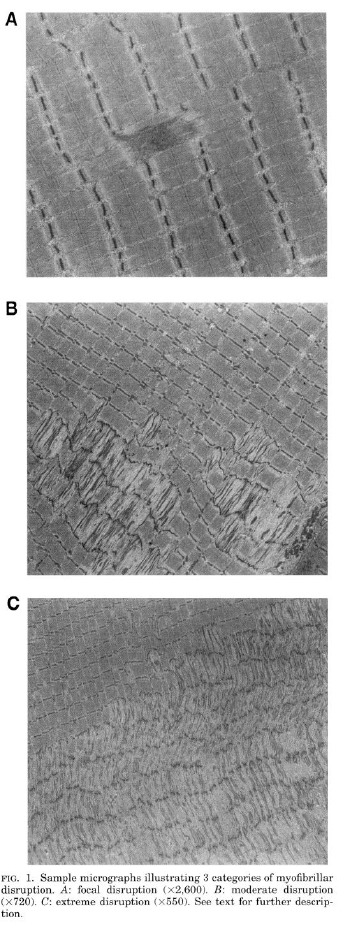 A
B
C
FIG. 1. Sample micrographs illustrating 3 categories of myofibrillar
disruption. A: focal disruption (×2,600). B: moderate disruption
(×720). C: extreme disruption (×550). See text for further descrip-
tion.